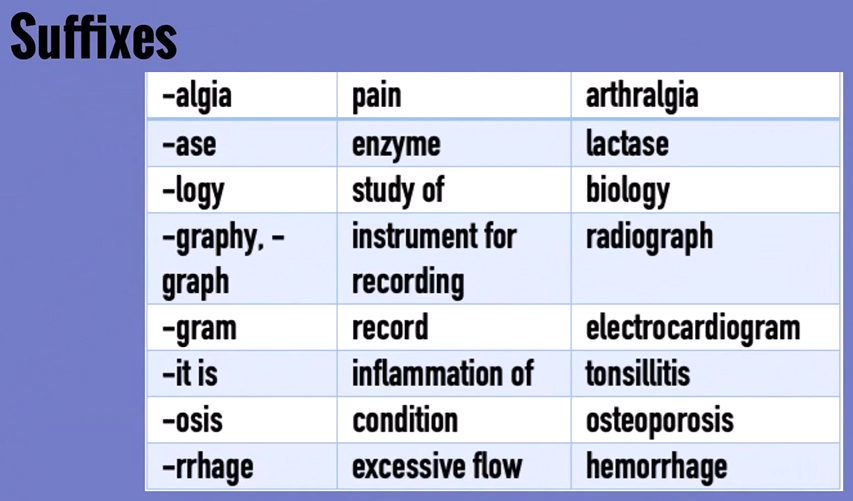 Suffixes
-algia pain arthralgia
-ase enzyme lactase
-logy study of biology
-graphy, - instrument for radiograph
graph recording
-gram record electrocardiogram
-it is inflammation of tonsillitis
-osis condition osteoporosis
-rrhage excessive flow hemorrhage